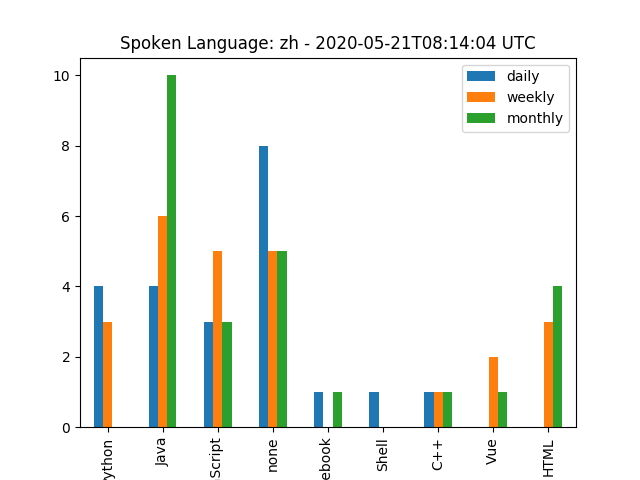 Spoken Language: zh - 2020-05-21T08:14:04 UTC
daily
weekly
monthly
10
8
6
4
2
0
ython
Java
Script
none
ebook
Shell
C++
Vue
HTML